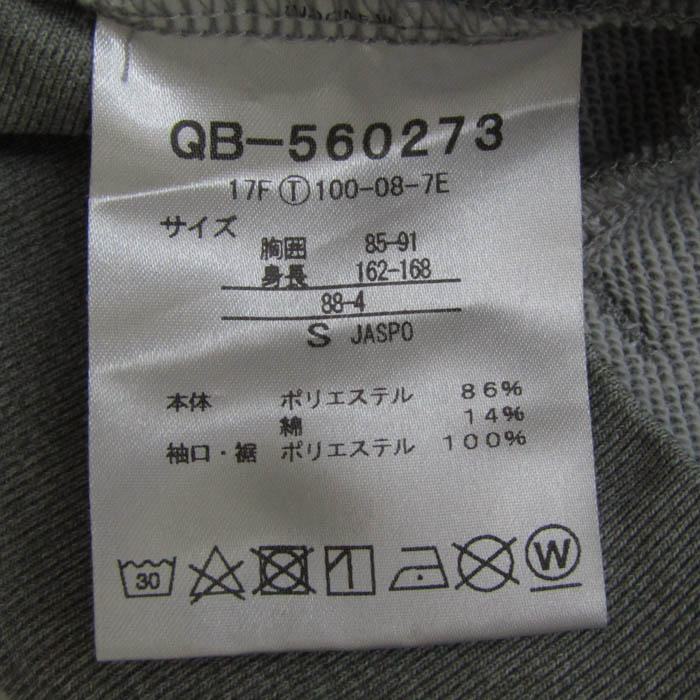 QB-560273
17F Ⓣ 100-08-7E
サイズ
胸囲 85-91
身長 162-168
88-4
S JASPO
本体 ポリエステル 86%
綿 14%
袖口・裾 ポリエステル 100%
30
W